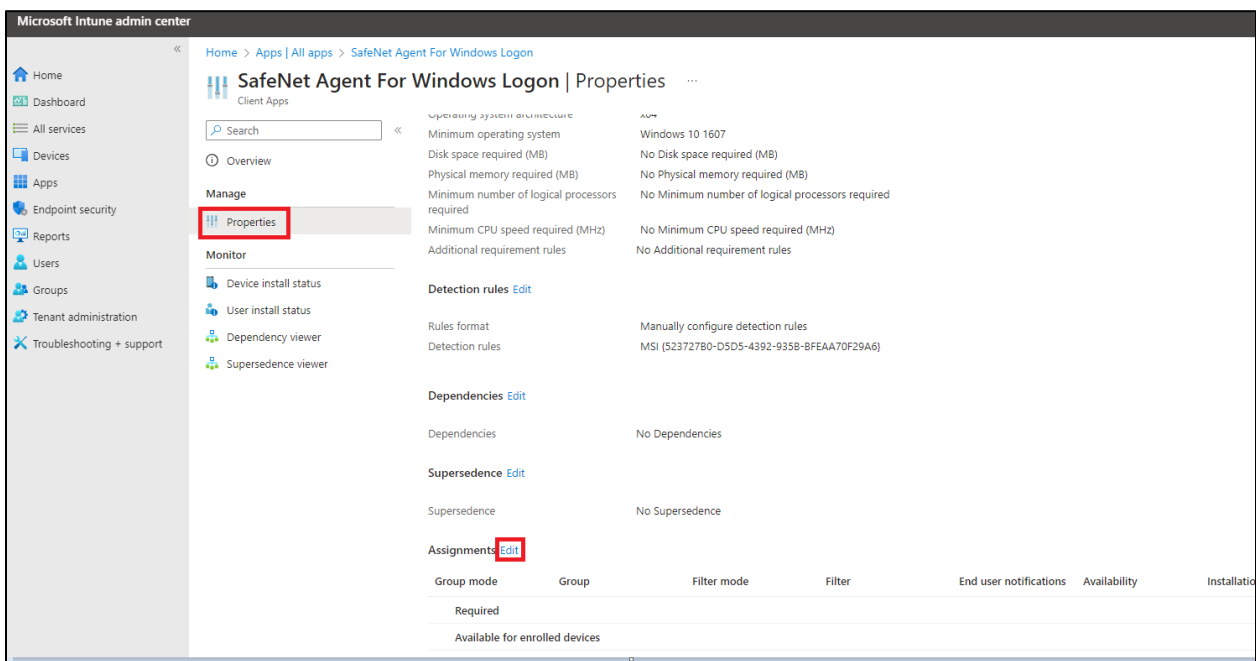 Microsoft Intune admin center
«
Home
Dashboard
All services
Devices
Apps
Endpoint security
Reports
Users
Groups
Tenant administration
Troubleshooting + support
Home > Apps | All apps > SafeNet Agent For Windows Logon
SafeNet Agent For Windows Logon | Properties ...
Client Apps
Search «
Overview
Manage
Properties
Monitor
Device install status
User install status
Dependency viewer
Supersedence viewer
Operating system architecture x64
Minimum operating system Windows 10 1607
Disk space required (MB) No Disk space required (MB)
Physical memory required (MB) No Physical memory required (MB)
Minimum number of logical processors No Minimum number of logical processors required
required
Minimum CPU speed required (MHz) No Minimum CPU speed required (MHz)
Additional requirement rules No Additional requirement rules
Detection rules Edit
Rules format Manually configure detection rules
Detection rules MSI {523727B0-D5D5-4392-935B-BFEAA70F29A6}
Dependencies Edit
Dependencies No Dependencies
Supersedence Edit
Supersedence No Supersedence
Assignments Edit
Group mode Group Filter mode Filter End user notifications Availability Installatio
Required
Available for enrolled devices